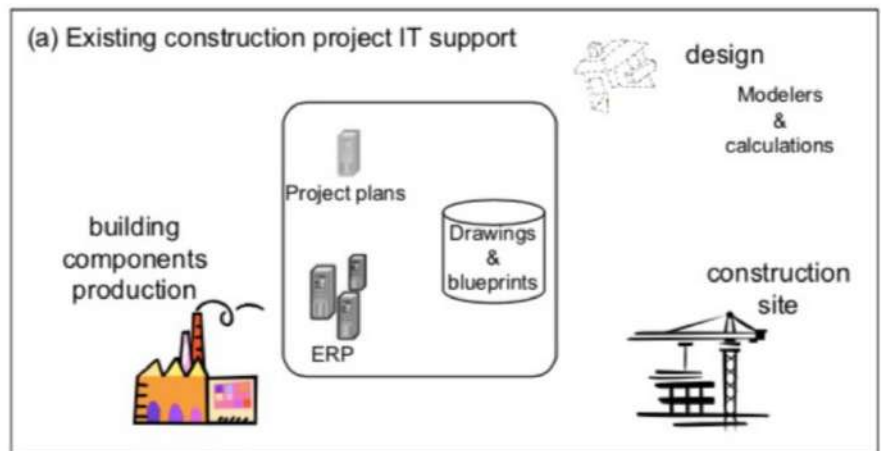 (a) Existing construction project IT support
design
Modelers
&
calculations
Project plans
Drawings
&
blueprints
building
components
production
construction
site
ERP